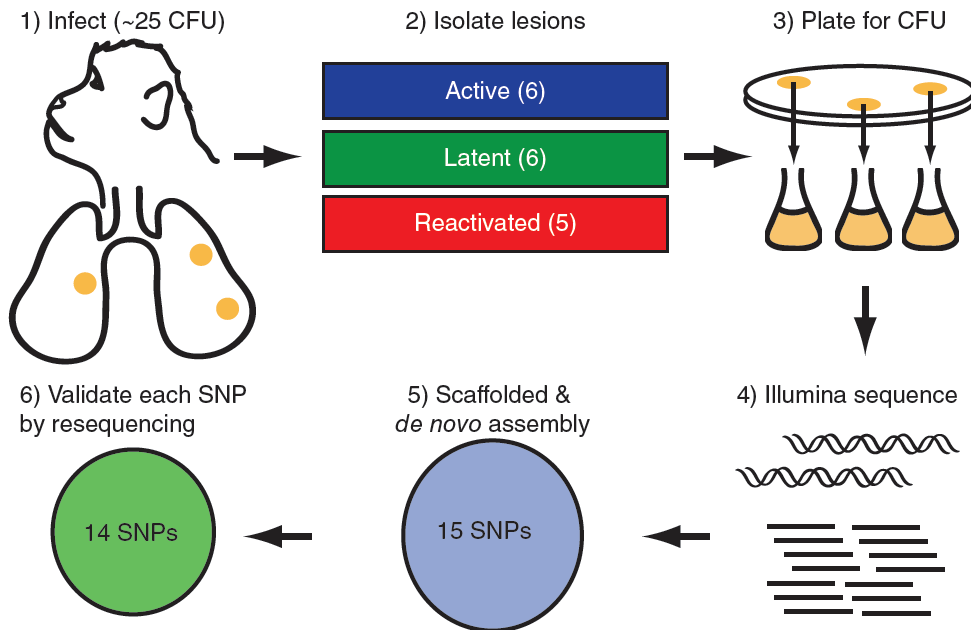 1) Infect (~25 CFU)
2) Isolate lesions
3) Plate for CFU
Active (6)
Latent (6)
Reactivated (5)
6) Validate each SNP
by resequencing
5) Scaffolded &
de novo assembly
4) Illumina sequence
14 SNPs
15 SNPs